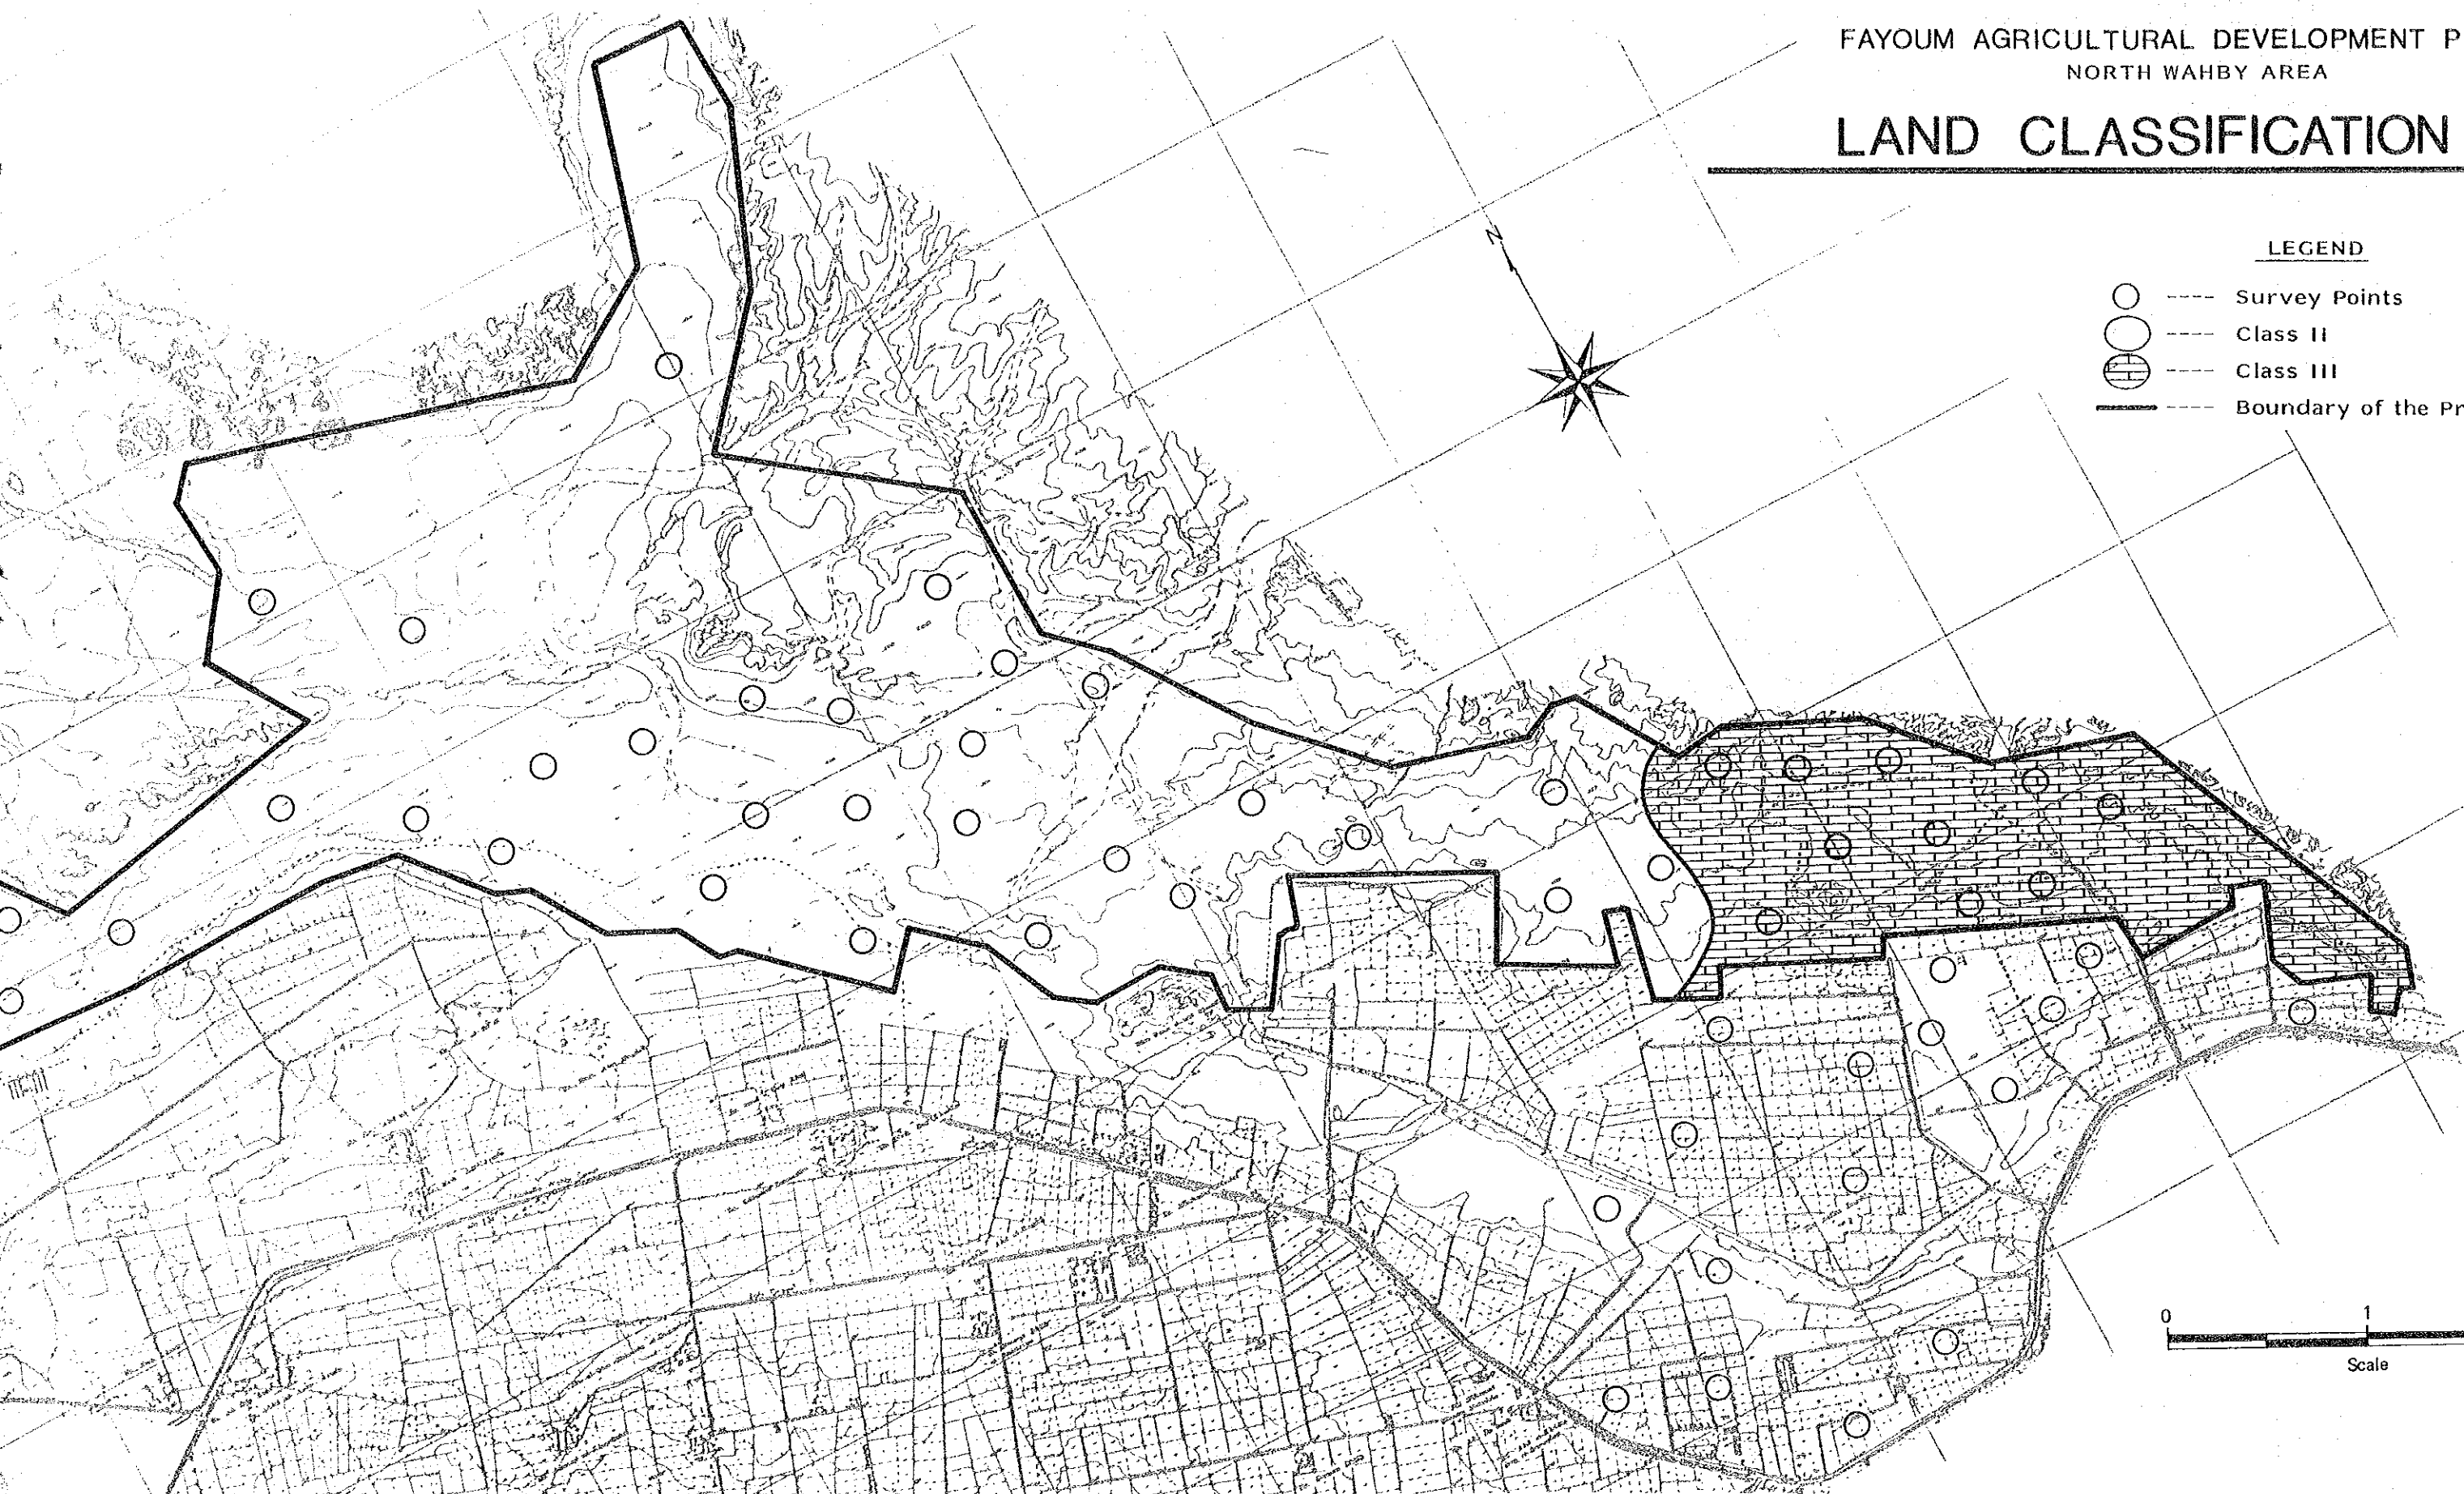 FAYOUM AGRICULTURAL DEVELOPMENT P
NORTH WAHBY AREA
LAND CLASSIFICATION
N
LEGEND
---- Survey Points
---- Class II
---- Class III
---- Boundary of the Pr
0 1
Scale